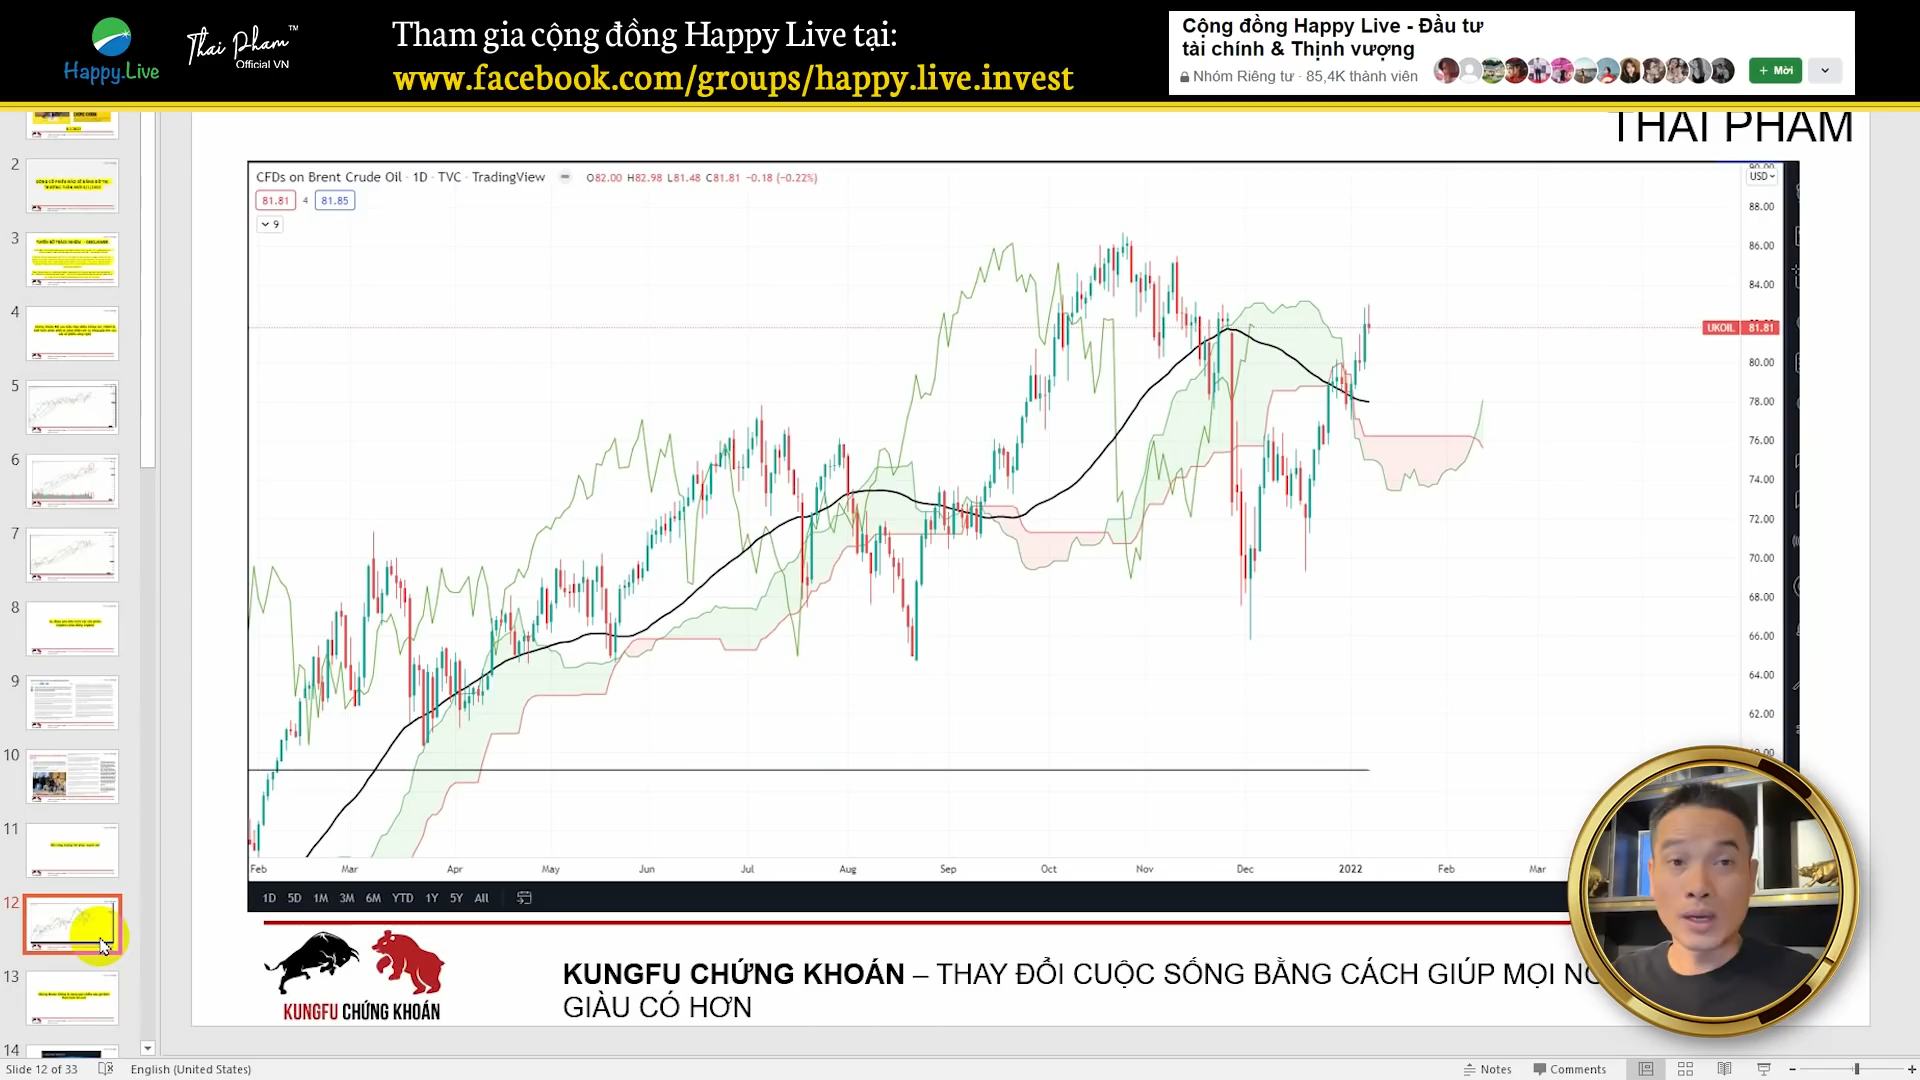 Happy.Live
Thai Pham™
Official VN
Tham gia cộng đồng Happy Live tại:
www.facebook.com/groups/happy.live.invest
Cộng đồng Happy Live - Đầu tư
tài chính & Thịnh vượng
Nhóm Riêng tư · 85,4K thành viên
+ Mời
THAI PHAM
CFDs on Brent Crude Oil · 1D · TVC · TradingView
O82.00 H82.98 L81.48 C81.81 −0.18 (−0.22%)
81.81 4 81.85
9
USD
88.00
86.00
84.00
UKOIL 81.81
80.00
78.00
76.00
74.00
72.00
70.00
68.00
66.00
64.00
62.00
Feb Mar Apr May Jun Jul Aug Sep Oct Nov Dec 2022 Feb Mar
1D 5D 1M 3M 6M YTD 1Y 5Y All
KUNGFU CHỨNG KHOÁN
KUNGFU CHỨNG KHOÁN – THAY ĐỔI CUỘC SỐNG BẰNG CÁCH GIÚP MỌI
GIÀU CÓ HƠN
2
3
4
5
6
7
8
9
10
11
12
13
14
Slide 12 of 33
English (United States)
Notes
Comments